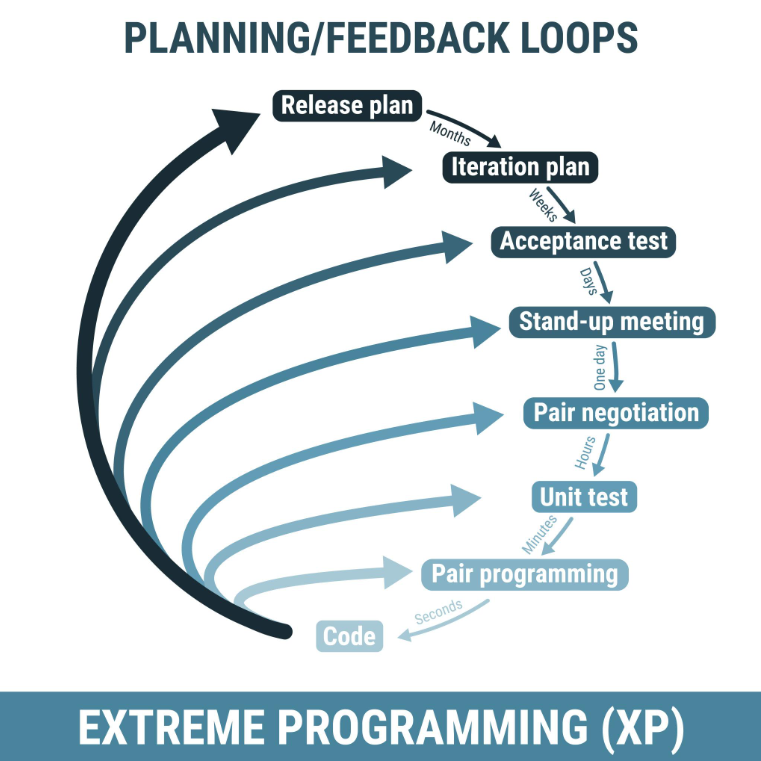 PLANNING/FEEDBACK LOOPS
Release plan
Months
Iteration plan
Weeks
Acceptance test
Days
Stand-up meeting
One day
Pair negotiation
Hours
Unit test
Minutes
Pair programming
Seconds
Code
EXTREME PROGRAMMING (XP)